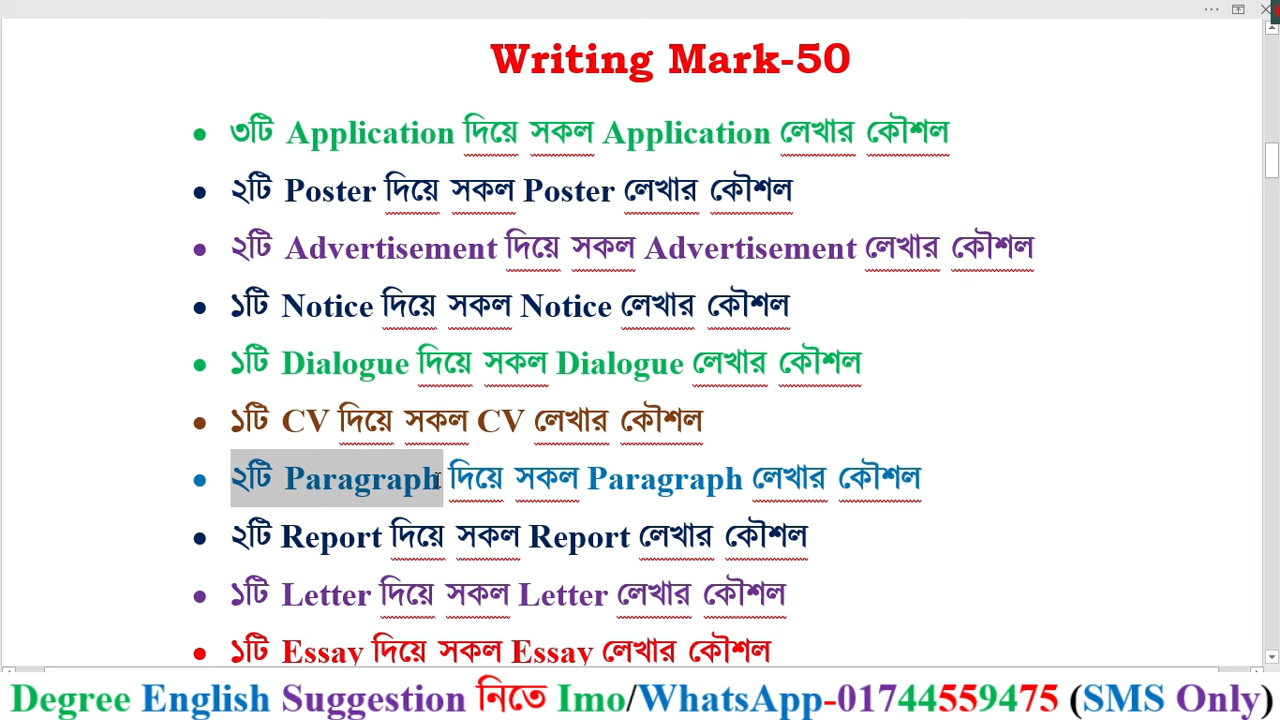 Writing Mark-50
• ৩টি Application দিয়ে সকল Application লেখার কৌশল
• ২টি Poster দিয়ে সকল Poster লেখার কৌশল
• ২টি Advertisement দিয়ে সকল Advertisement লেখার কৌশল
• ১টি Notice দিয়ে সকল Notice লেখার কৌশল
• ১টি Dialogue দিয়ে সকল Dialogue লেখার কৌশল
• ১টি CV দিয়ে সকল CV লেখার কৌশল
• ২টি Paragraph দিয়ে সকল Paragraph লেখার কৌশল
• ২টি Report দিয়ে সকল Report লেখার কৌশল
• ১টি Letter দিয়ে সকল Letter লেখার কৌশল
• ১টি Essay দিয়ে সকল Essay লেখার কৌশল
Degree English Suggestion নিতে Imo/WhatsApp-01744559475 (SMS Only)